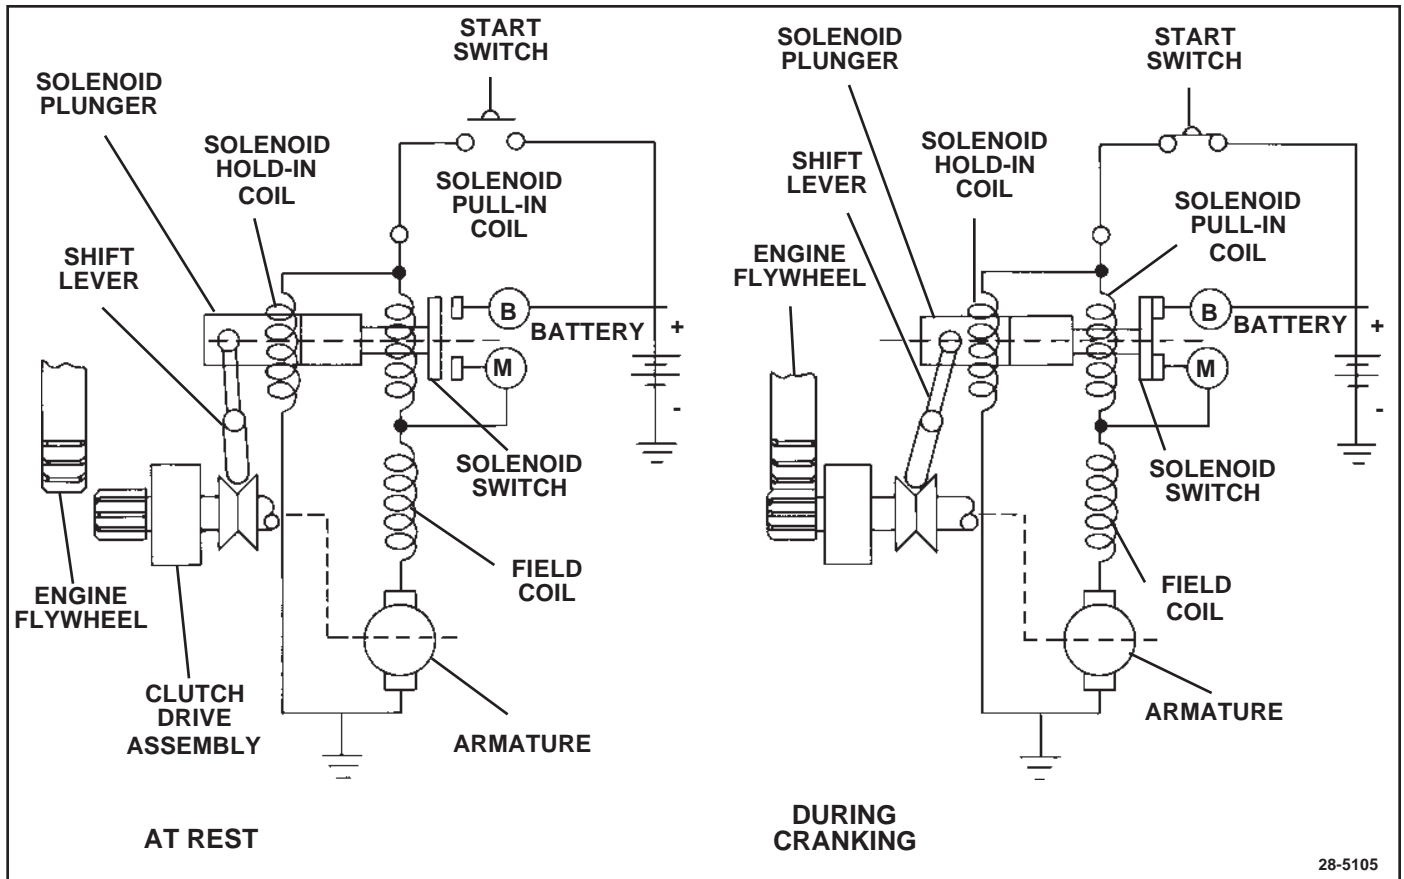 START
SWITCH
SOLENOID
PLUNGER
SOLENOID
HOLD-IN
COIL
SOLENOID
PULL-IN
COIL
SHIFT
LEVER
B
BATTERY
+
M
-
SOLENOID
SWITCH
FIELD
COIL
ENGINE
FLYWHEEL
CLUTCH
DRIVE
ASSEMBLY
ARMATURE
AT REST
SOLENOID
PLUNGER
START
SWITCH
SHIFT
LEVER
SOLENOID
HOLD-IN
COIL
SOLENOID
PULL-IN
COIL
ENGINE
FLYWHEEL
B
BATTERY
+
M
-
SOLENOID
SWITCH
FIELD
COIL
ARMATURE
DURING
CRANKING
28-5105